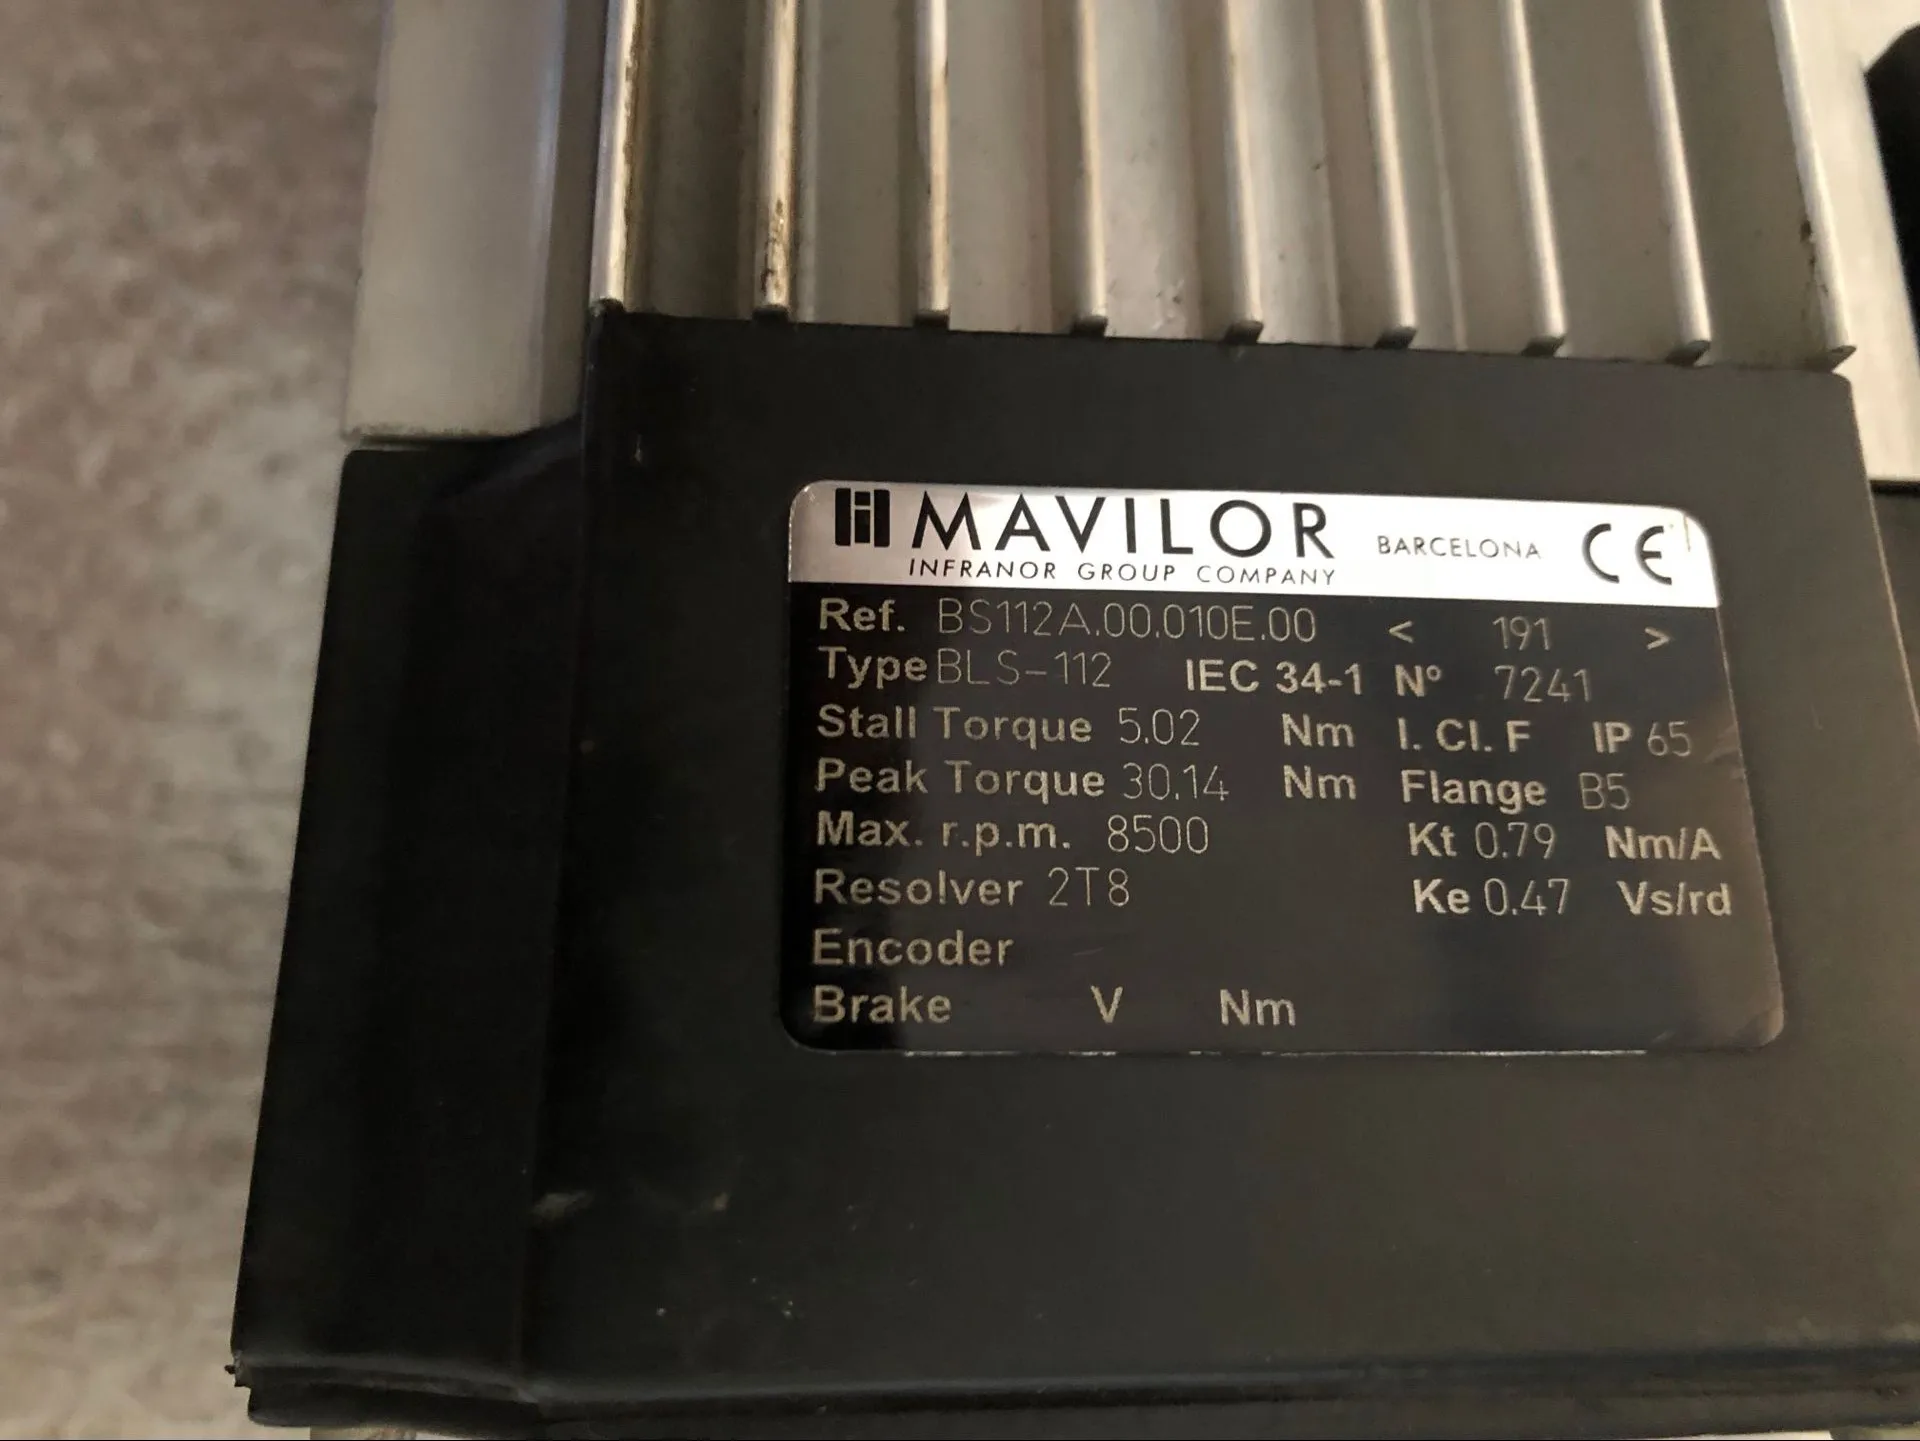 MAVILOR BARCELONA CE
INFRANOR GROUP COMPANY
Ref. BS112A.00.010E.00 < 191 >
Type BLS-112 IEC 34-1 Nº 7241
Stall Torque 5.02 Nm I. Cl. F IP 65
Peak Torque 30.14 Nm Flange B5
Max. r.p.m. 8500 Kt 0.79 Nm/A
Resolver 2T8 Ke 0.47 Vs/rd
Encoder
Brake V Nm